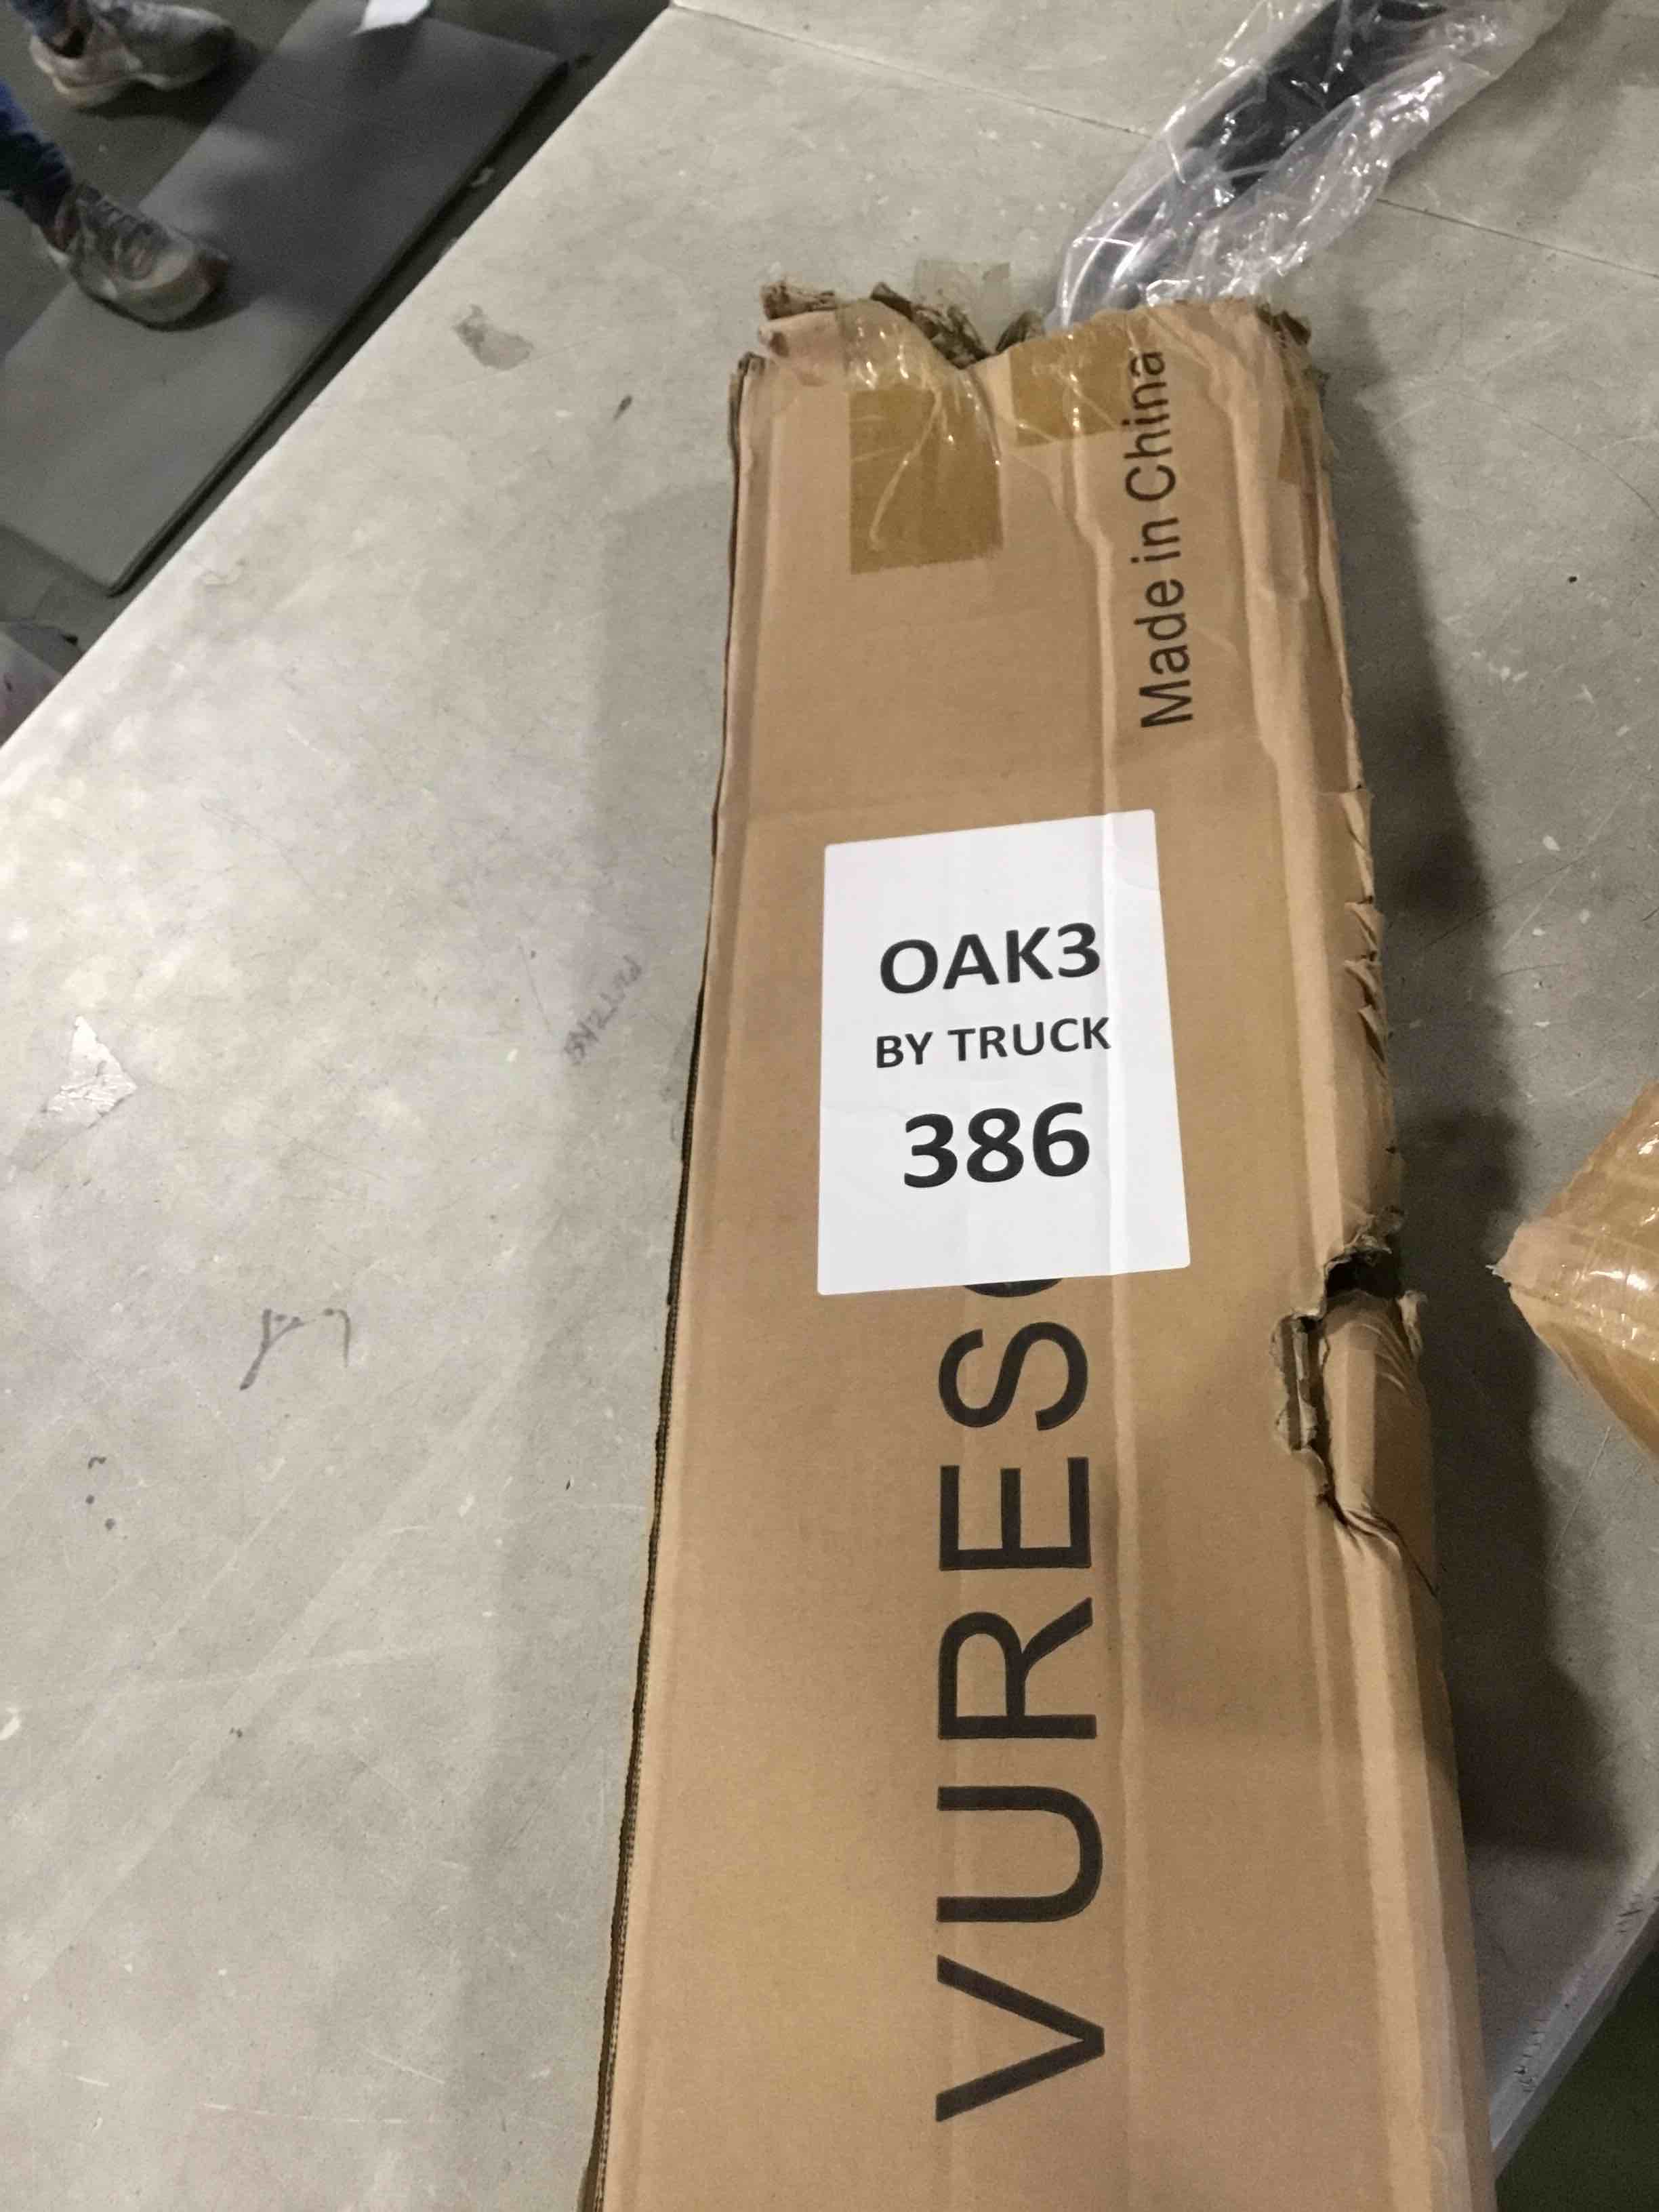 Made in China
OAK3
BY TRUCK
386
VURES